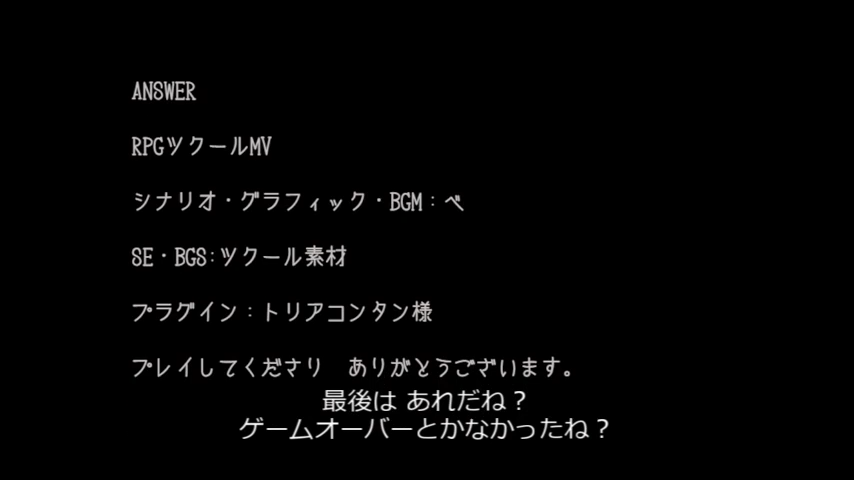 ANSWER
RPGツクールMV
シナリオ・グラフィック・BGM：べ
SE・BGS:ツクール素材
プラグイン：トリアコンタン様
プレイしてくださり　ありがとうございます。
最後は あれだね？
ゲームオーバーとかなかったね？